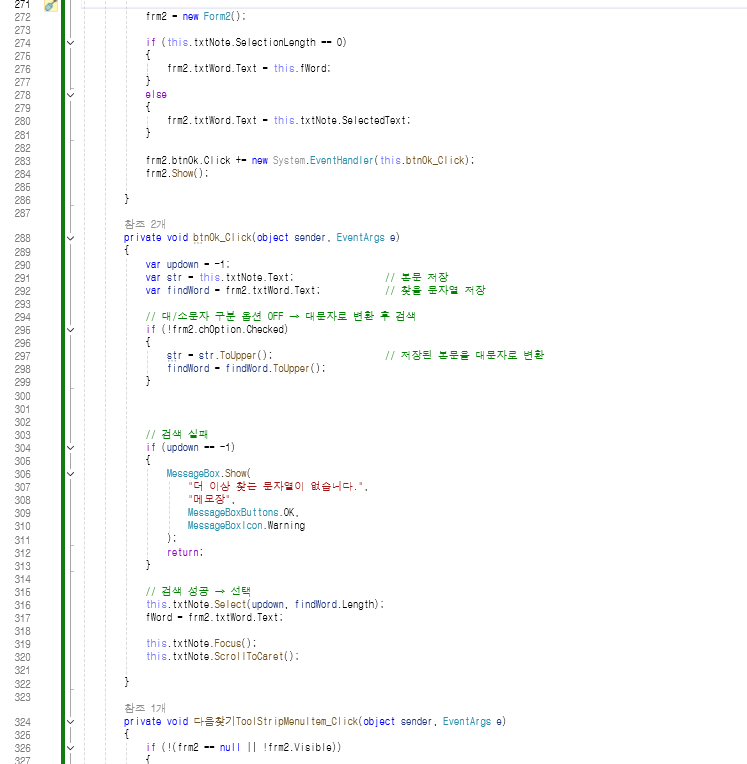 271
272 frm2 = new Form2();
273
274 if (this.txtNote.SelectionLength == 0)
275 {
276 frm2.txtWord.Text = this.fWord;
277 }
278 else
279 {
280 frm2.txtWord.Text = this.txtNote.SelectedText;
281 }
282
283 frm2.btnOk.Click += new System.EventHandler(this.btnOk_Click);
284 frm2.Show();
285
286 }
287
참조 2개
288 private void btnOk_Click(object sender, EventArgs e)
289 {
290 var updown = -1;
291 var str = this.txtNote.Text; // 본문 저장
292 var findWord = frm2.txtWord.Text; // 찾을 문자열 저장
293
294 // 대/소문자 구분 옵션 OFF → 대문자로 변환 후 검색
295 if (!frm2.chOption.Checked)
296 {
297 str = str.ToUpper(); // 저장된 본문을 대문자로 변환
298 findWord = findWord.ToUpper();
299 }
300
301
302
303 // 검색 실패
304 if (updown == -1)
305 {
306 MessageBox.Show(
307 "더 이상 찾는 문자열이 없습니다.",
308 "메모장",
309 MessageBoxButtons.OK,
310 MessageBoxIcon.Warning
311 );
312 return;
313 }
314
315 // 검색 성공 → 선택
316 this.txtNote.Select(updown, findWord.Length);
317 fWord = frm2.txtWord.Text;
318
319 this.txtNote.Focus();
320 this.txtNote.ScrollToCaret();
321
322 }
323
참조 1개
324 private void 다음찾기ToolStripMenuItem_Click(object sender, EventArgs e)
325 {
326 if (!(frm2 == null || !frm2.Visible))
327 {